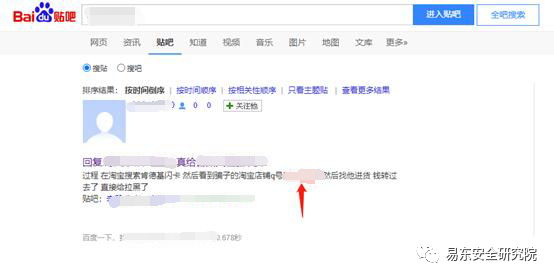 Bai du 贴吧 进入贴吧 全吧搜索
网页 资讯 贴吧 知道 视频 音乐 图片 地图 文库 更多»
搜贴 搜吧
排序结果: 按时间倒序 | 按时间顺序 | 按相关性顺序 | 只看主题贴 | 查看更多结果
0 0 0 关注他
回复 真给
过程 在淘宝搜素肯德基闪卡 然后看到骗子的淘宝店铺q号 然后找他进货 钱转过
去了 直接给拉黑了
贴吧:
百度一下, 0.678秒
易东安全研究院